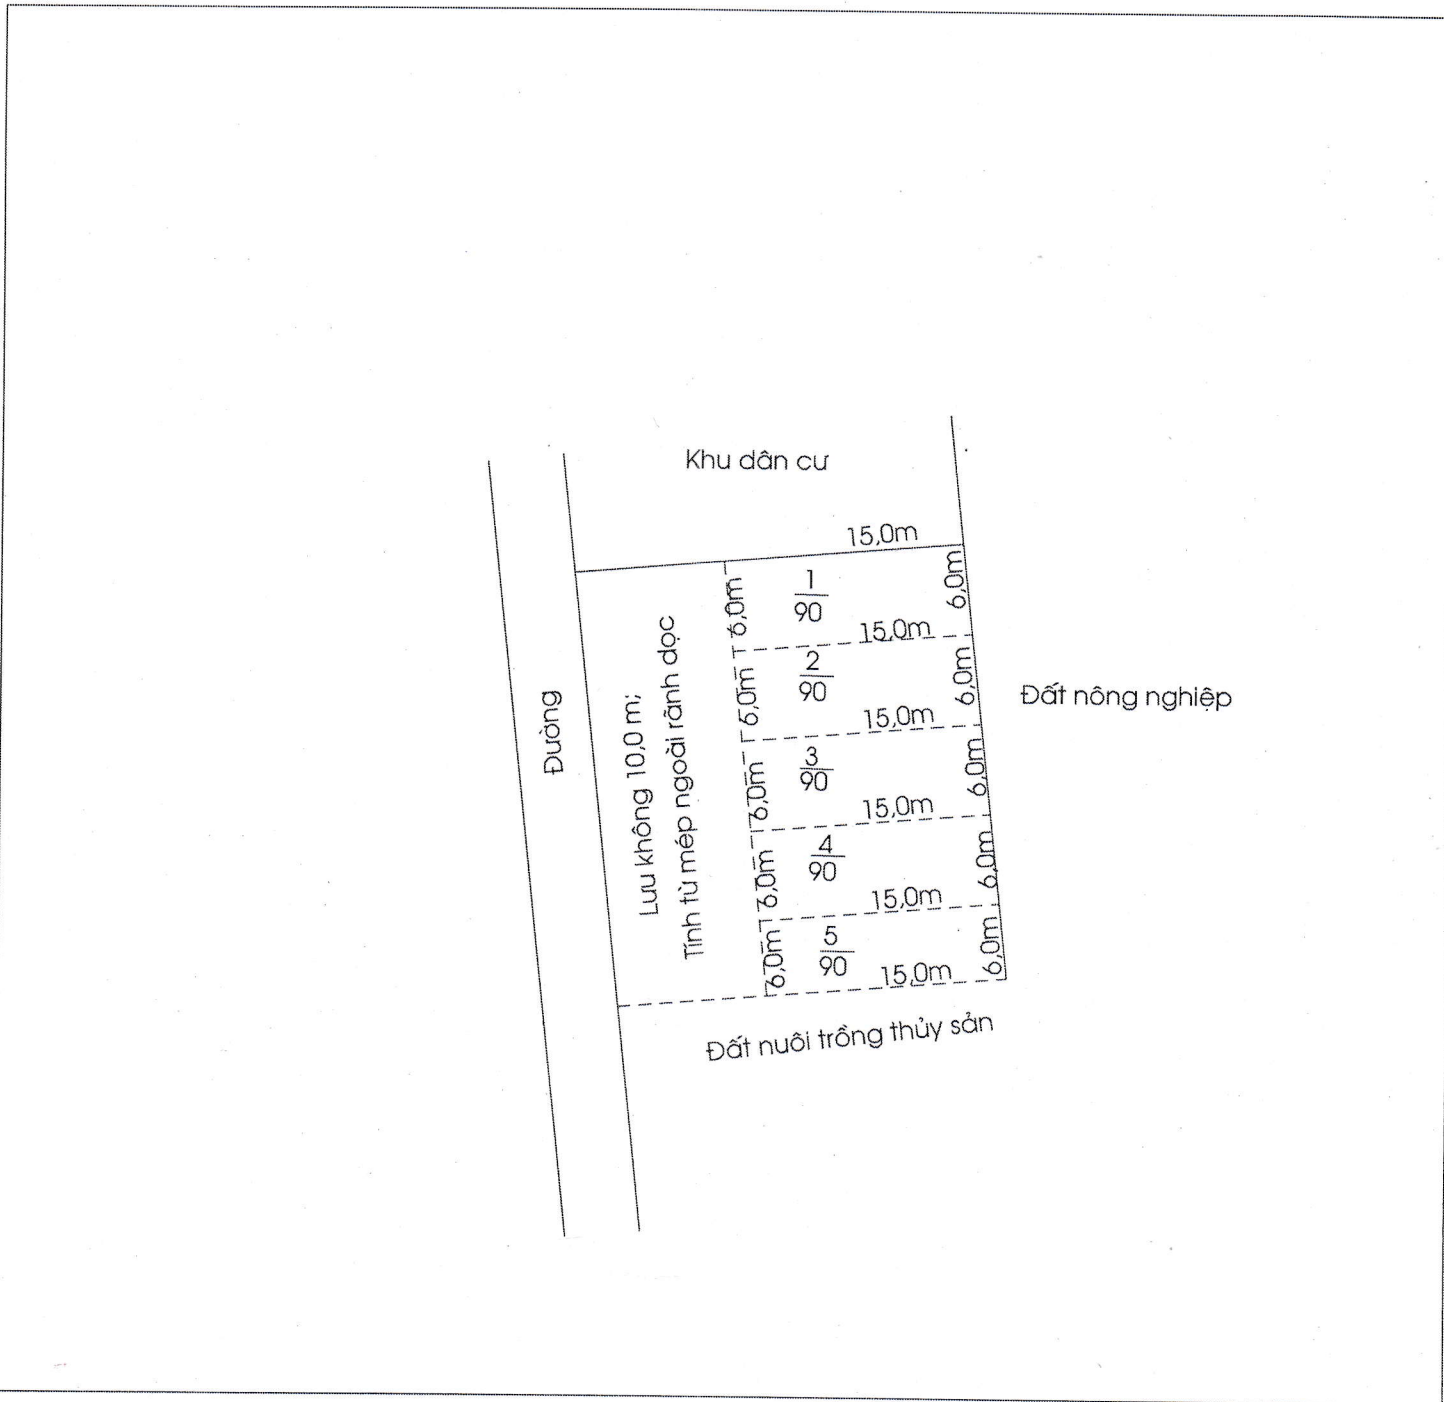 Khu dân cư
15,0m
6,0m
1
90
6,0m
15,0m
6,0m
2
90
6,0m
15,0m
6,0m
3
90
6,0m
15,0m
6,0m
4
90
6,0m
15,0m
6,0m
5
90
6,0m
15,0m
Đường
Lưu không 10,0 m;
Tính từ mép ngoài rãnh dọc
Đất nông nghiệp
Đất nuôi trồng thủy sản